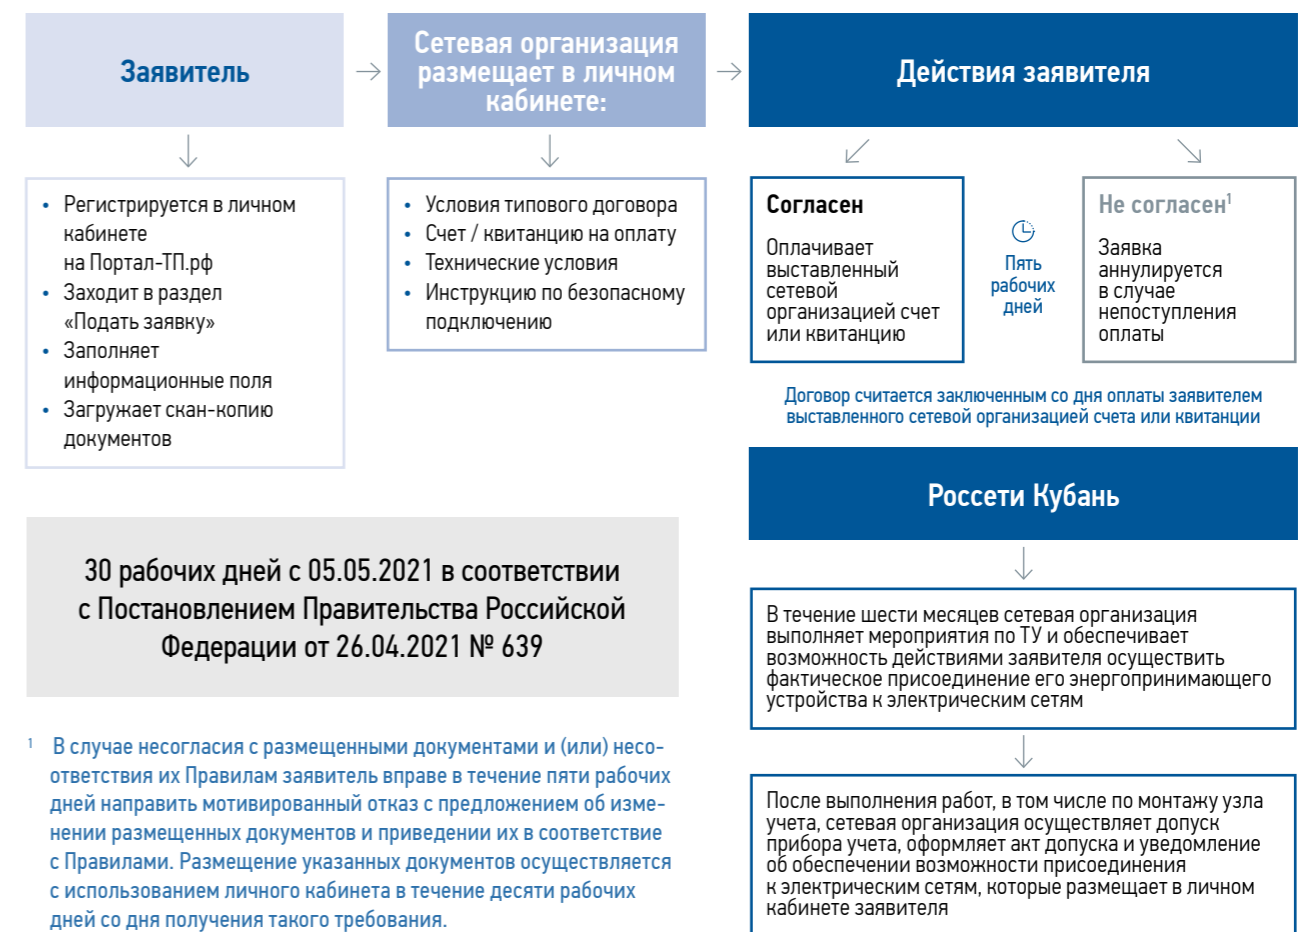 Заявитель
Сетевая организация
размещает в личном
кабинете:
Действия заявителя
• Регистрируется в личном
кабинете
на Портал-ТП.рф
• Заходит в раздел
«Подать заявку»
• Заполняет
информационные поля
• Загружает скан-копию
документов
• Условия типового договора
• Счет / квитанцию на оплату
• Технические условия
• Инструкцию по безопасному
подключению
Согласен
Оплачивает
выставленный
сетевой
организацией счет
или квитанцию
Пять
рабочих
дней
Не согласен¹
Заявка
аннулируется
в случае
непоступления
оплаты
Договор считается заключенным со дня оплаты заявителем
выставленного сетевой организацией счета или квитанции
Россети Кубань
В течение шести месяцев сетевая организация
выполняет мероприятия по ТУ и обеспечивает
возможность действиями заявителя осуществить
фактическое присоединение его энергопринимающего
устройства к электрическим сетям
После выполнения работ, в том числе по монтажу узла
учета, сетевая организация осуществляет допуск
прибора учета, оформляет акт допуска и уведомление
об обеспечении возможности присоединения
к электрическим сетям, которые размещает в личном
кабинете заявителя
30 рабочих дней с 05.05.2021 в соответствии
с Постановлением Правительства Российской
Федерации от 26.04.2021 № 639
¹ В случае несогласия с размещенными документами и (или) несо-
ответствия их Правилам заявитель вправе в течение пяти рабочих
дней направить мотивированный отказ с предложением об изме-
нении размещенных документов и приведении их в соответствие
с Правилами. Размещение указанных документов осуществляется
с использованием личного кабинета в течение десяти рабочих
дней со дня получения такого требования.